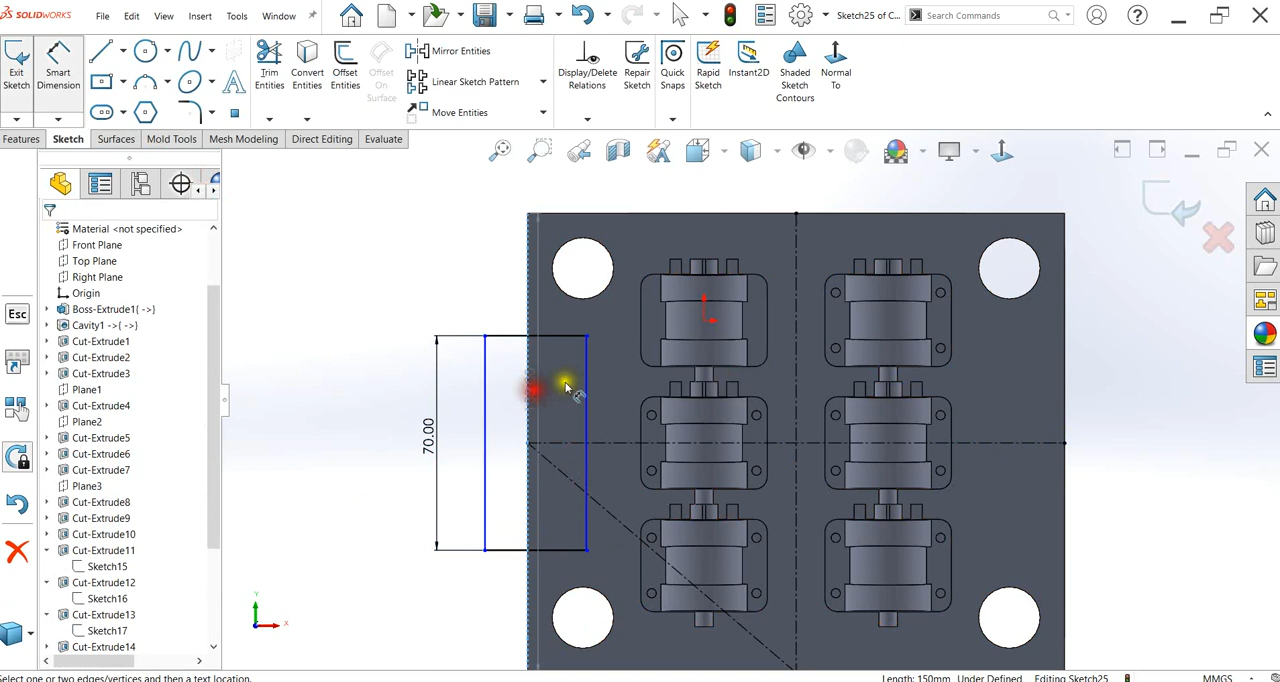 SOLIDWORKS File Edit View Insert Tools Window Sketch25 of C... Search Commands
Exit Sketch
Smart Dimension
Trim Entities
Convert Entities
Offset Entities
Offset On Surface
Mirror Entities
Linear Sketch Pattern
Move Entities
Display/Delete Relations
Repair Sketch
Quick Snaps
Rapid Sketch
Instant2D
Shaded Sketch Contours
Normal To
Features Sketch Surfaces Mold Tools Mesh Modeling Direct Editing Evaluate
Material <not specified>
Front Plane
Top Plane
Right Plane
Origin
Boss-Extrude1{ ->}
Cavity1 ->{ ->}
Cut-Extrude1
Cut-Extrude2
Cut-Extrude3
Plane1
Cut-Extrude4
Plane2
Cut-Extrude5
Cut-Extrude6
Cut-Extrude7
Plane3
Cut-Extrude8
Cut-Extrude9
Cut-Extrude10
Cut-Extrude11
Sketch15
Cut-Extrude12
Sketch16
Cut-Extrude13
Sketch17
Cut-Extrude14
Esc
70.00
Y
X
Select one or two edges/vertices and then a text location. Length: 150mm Under Defined Editing Sketch25 MMGS